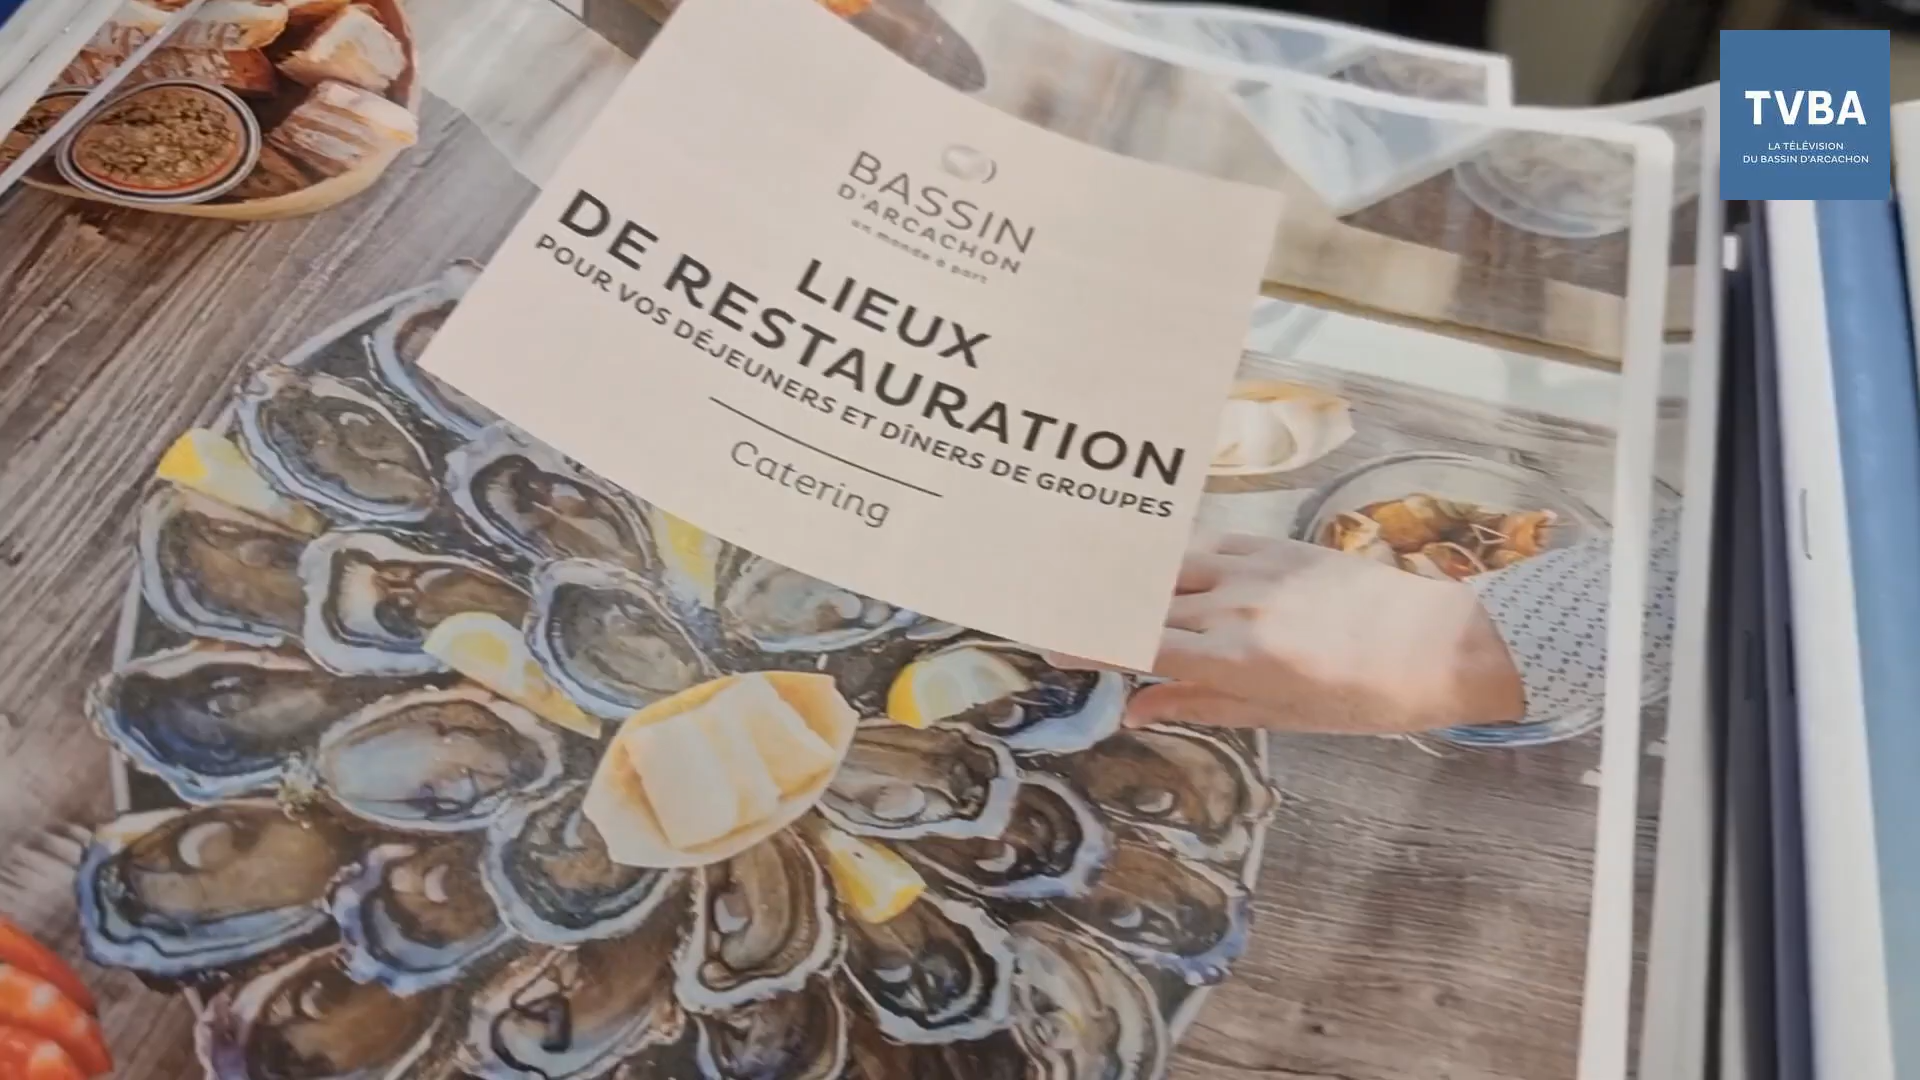 BASSIN
D'ARCACHON
un monde à part
LIEUX
DE RESTAURATION
POUR VOS DÉJEUNERS ET DÎNERS DE GROUPES
Catering
TVBA
LA TÉLÉVISION
DU BASSIN D'ARCACHON